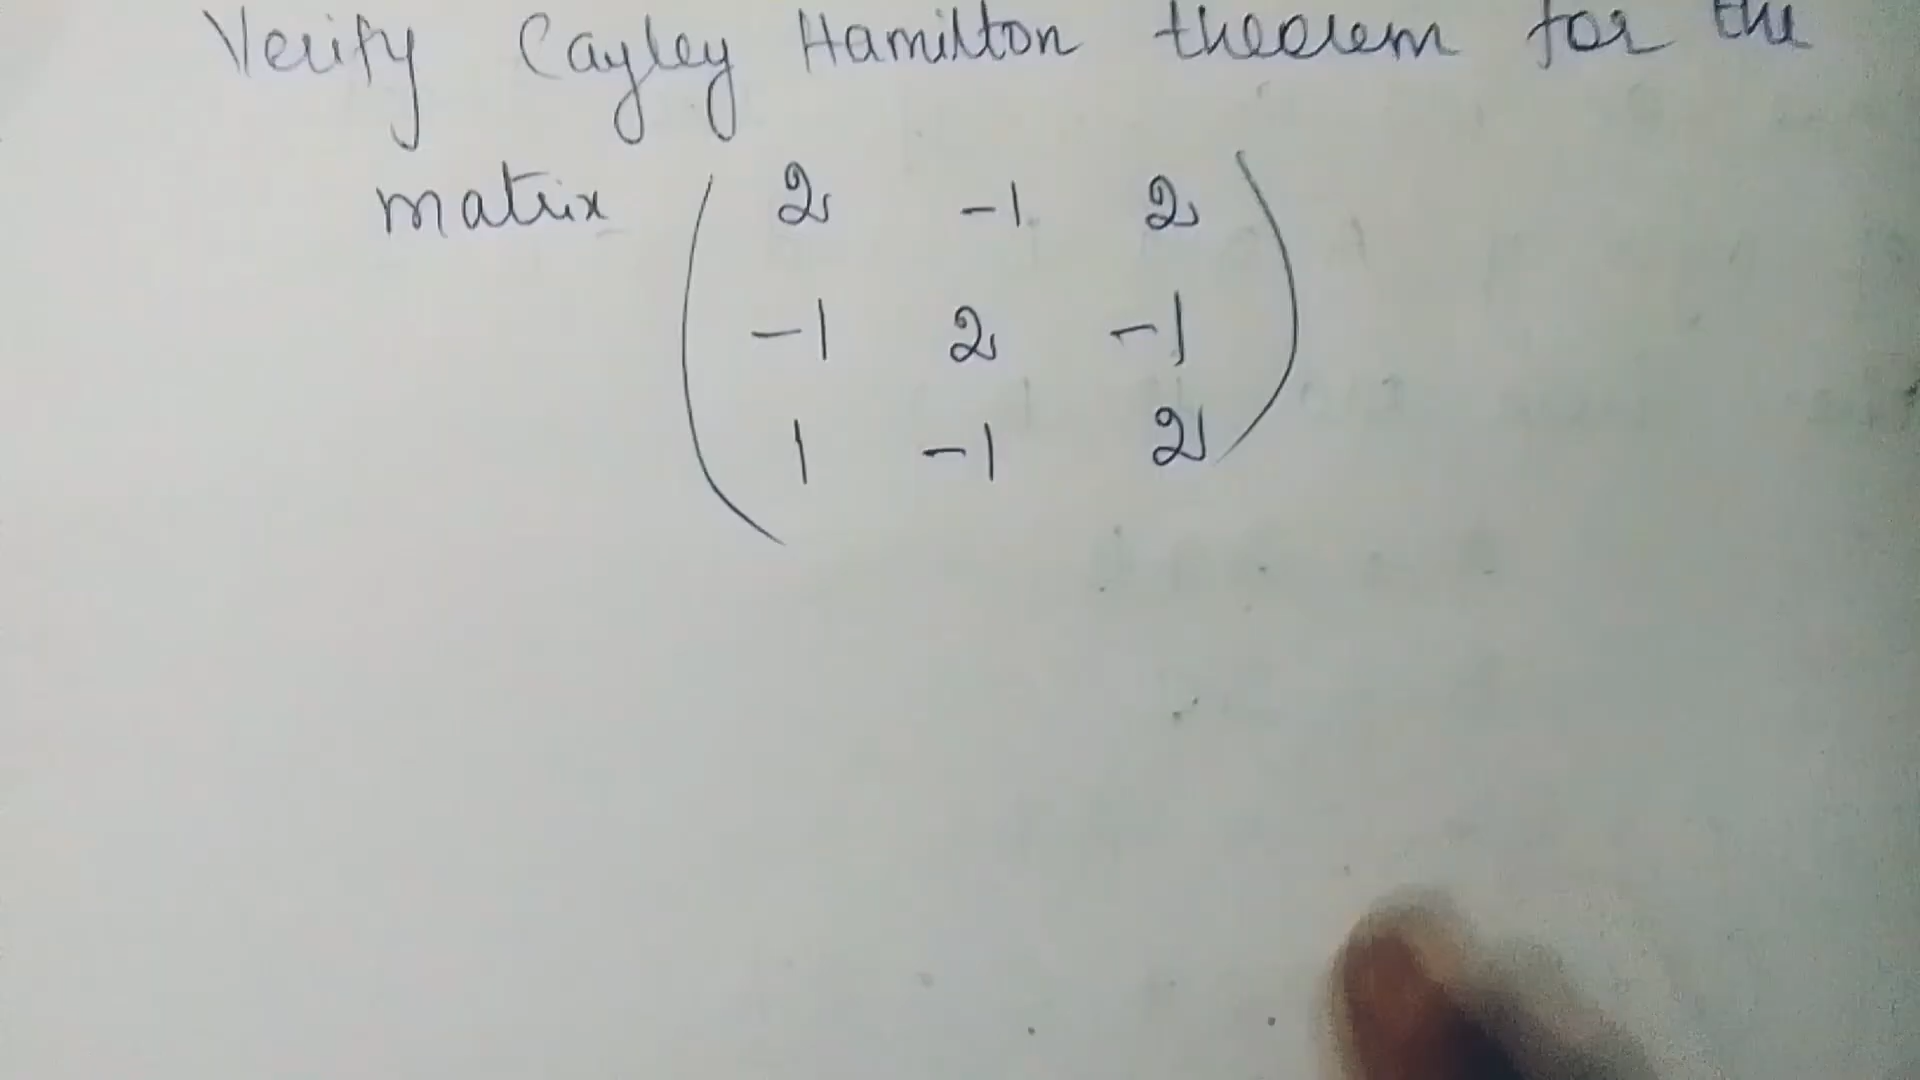 Verify Cayley Hamilton theorem for the
matrix ( 2 -1 2 )
-1 2 -1
1 -1 2